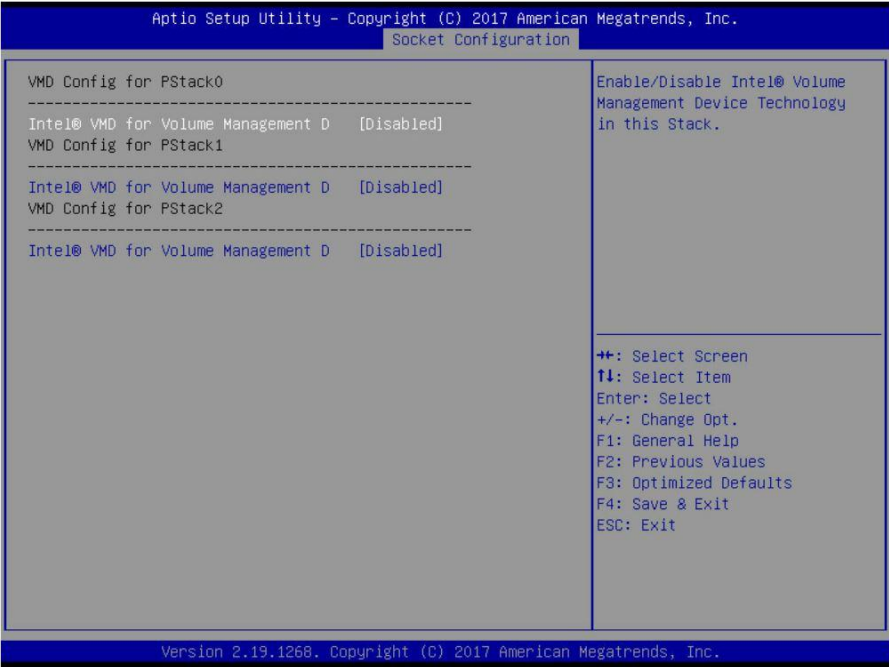 Aptio Setup Utility – Copyright (C) 2017 American Megatrends, Inc.
Socket Configuration
VMD Config for PStack0
--------------------------------------------------
Intel® VMD for Volume Management D [Disabled]
VMD Config for PStack1
--------------------------------------------------
Intel® VMD for Volume Management D [Disabled]
VMD Config for PStack2
--------------------------------------------------
Intel® VMD for Volume Management D [Disabled]
Enable/Disable Intel® Volume
Management Device Technology
in this Stack.
→←: Select Screen
↑↓: Select Item
Enter: Select
+/-: Change Opt.
F1: General Help
F2: Previous Values
F3: Optimized Defaults
F4: Save & Exit
ESC: Exit
Version 2.19.1268. Copyright (C) 2017 American Megatrends, Inc.